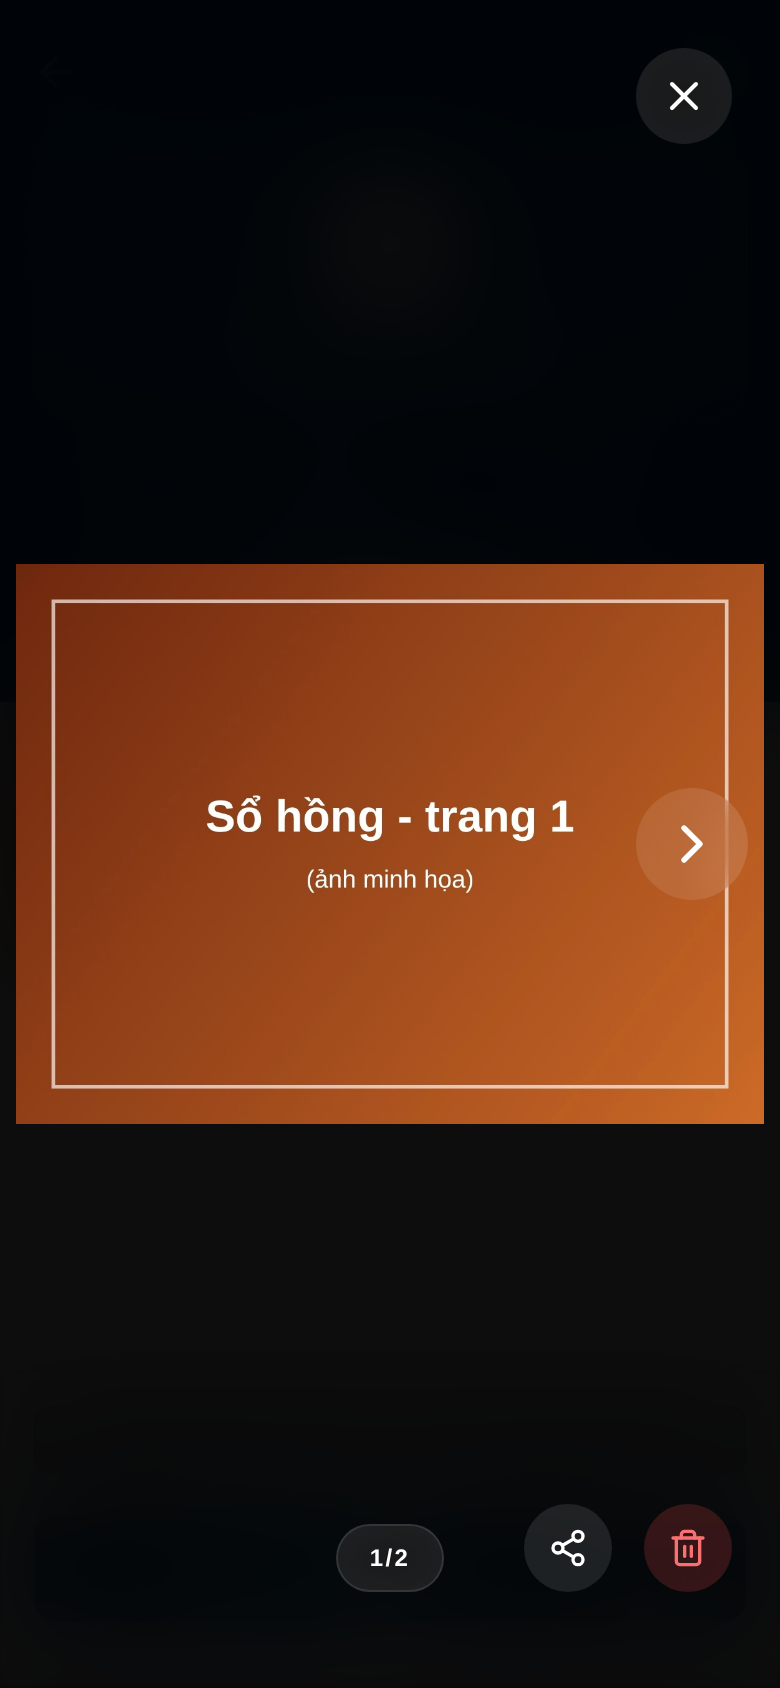 Sổ hồng - trang 1
(ảnh minh họa)
1/2